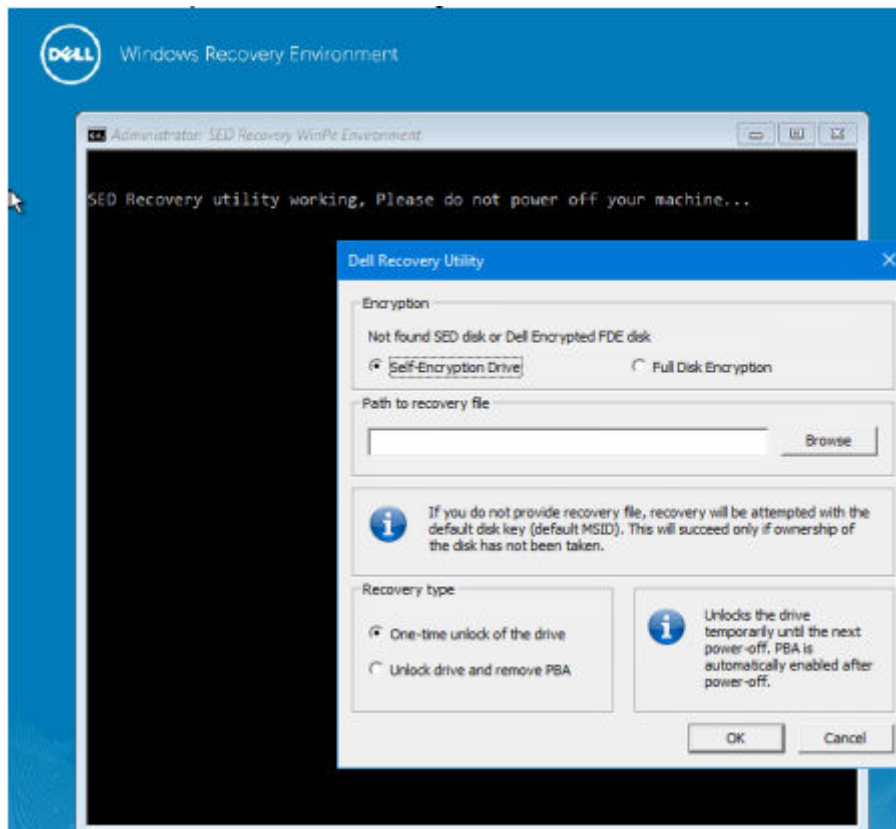 DELL
Windows Recovery Environment
Administrator: SED Recovery WinPe Environment
SED Recovery utility working, Please do not power off your machine...
Dell Recovery Utility
Encryption
Not found SED disk or Dell Encrypted FDE disk
Self-Encryption Drive
Full Disk Encryption
Path to recovery file
Browse
If you do not provide recovery file, recovery will be attempted with the
default disk key (default MSID). This will succeed only if ownership of
the disk has not been taken.
Recovery type
One-time unlock of the drive
Unlock drive and remove PBA
Unlocks the drive
temporarily until the next
power-off. PBA is
automatically enabled after
power-off.
OK
Cancel